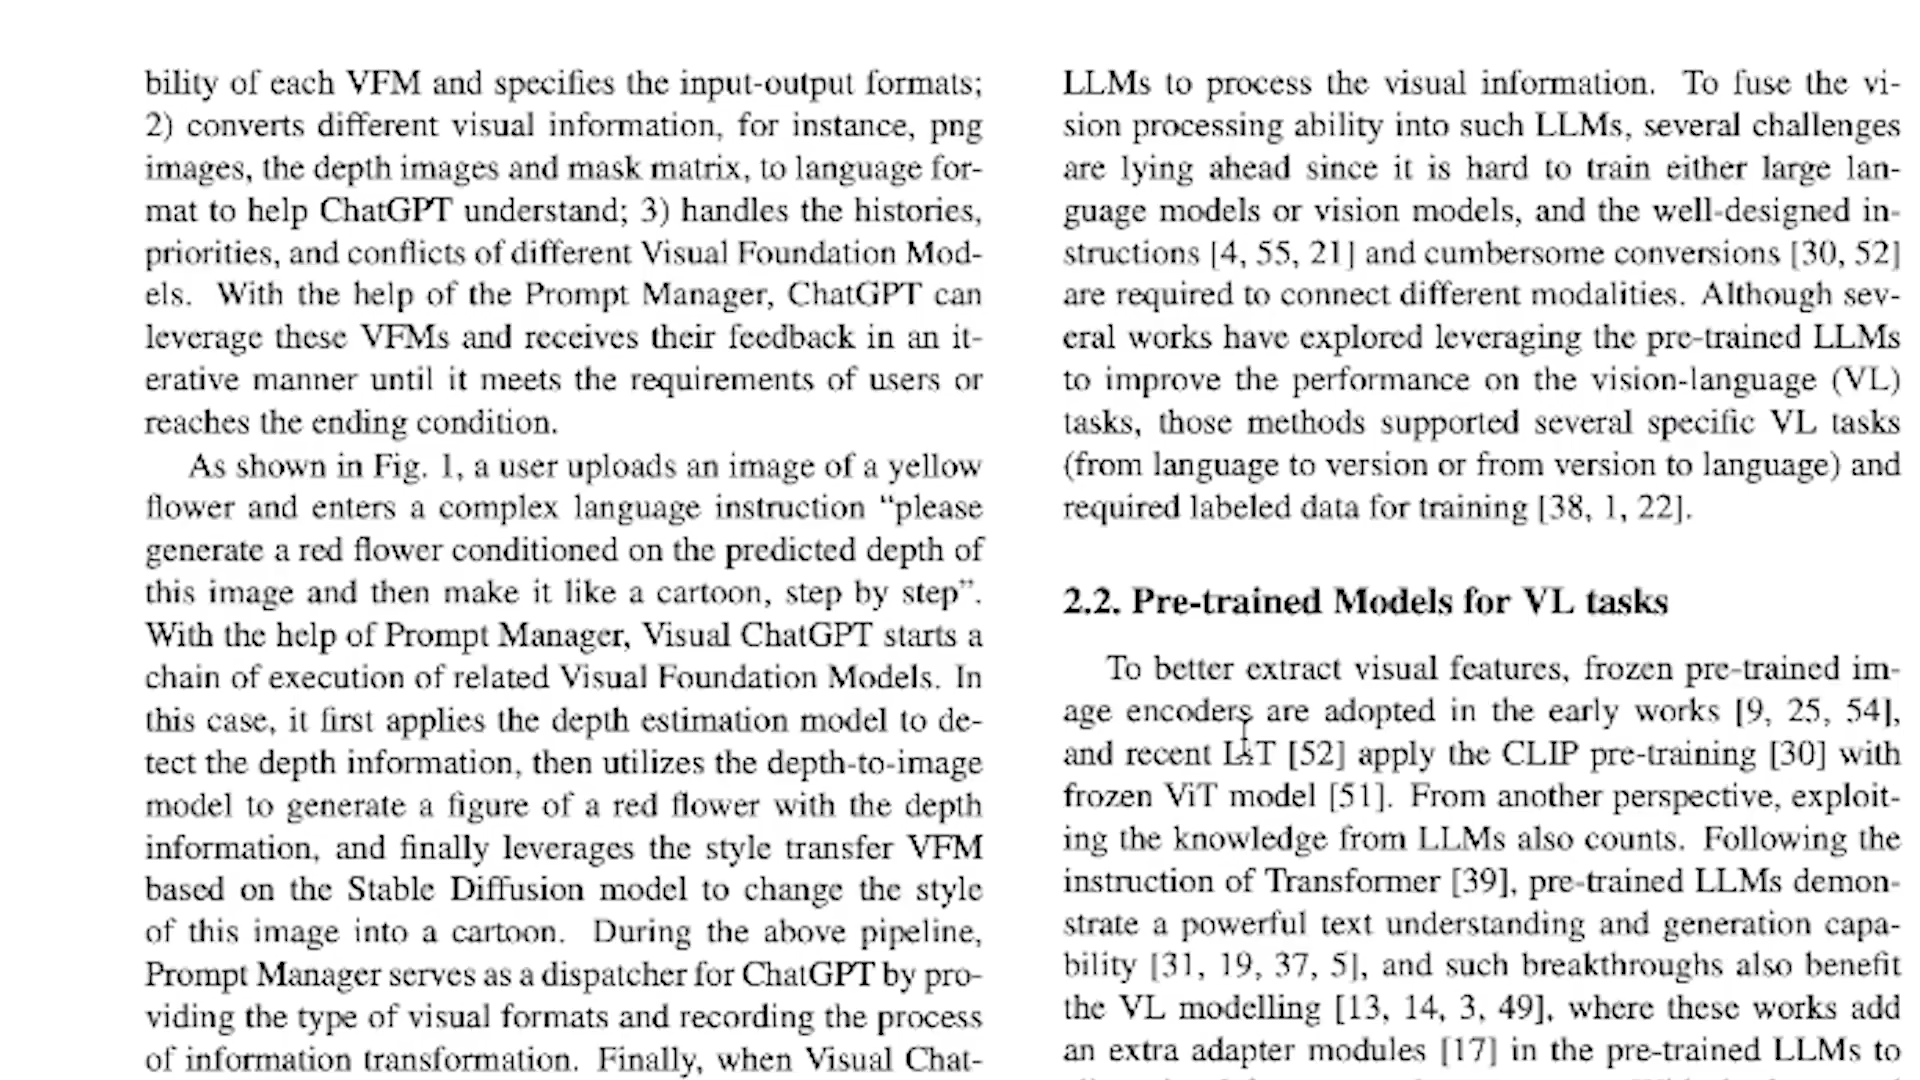 bility of each VFM and specifies the input-output formats;
2) converts different visual information, for instance, png
images, the depth images and mask matrix, to language for-
mat to help ChatGPT understand; 3) handles the histories,
priorities, and conflicts of different Visual Foundation Mod-
els. With the help of the Prompt Manager, ChatGPT can
leverage these VFMs and receives their feedback in an it-
erative manner until it meets the requirements of users or
reaches the ending condition.
As shown in Fig. 1, a user uploads an image of a yellow
flower and enters a complex language instruction “please
generate a red flower conditioned on the predicted depth of
this image and then make it like a cartoon, step by step”.
With the help of Prompt Manager, Visual ChatGPT starts a
chain of execution of related Visual Foundation Models. In
this case, it first applies the depth estimation model to de-
tect the depth information, then utilizes the depth-to-image
model to generate a figure of a red flower with the depth
information, and finally leverages the style transfer VFM
based on the Stable Diffusion model to change the style
of this image into a cartoon. During the above pipeline,
Prompt Manager serves as a dispatcher for ChatGPT by pro-
viding the type of visual formats and recording the process
of information transformation. Finally, when Visual Chat-
LLMs to process the visual information. To fuse the vi-
sion processing ability into such LLMs, several challenges
are lying ahead since it is hard to train either large lan-
guage models or vision models, and the well-designed in-
structions [4, 55, 21] and cumbersome conversions [30, 52]
are required to connect different modalities. Although sev-
eral works have explored leveraging the pre-trained LLMs
to improve the performance on the vision-language (VL)
tasks, those methods supported several specific VL tasks
(from language to version or from version to language) and
required labeled data for training [38, 1, 22].
2.2. Pre-trained Models for VL tasks
To better extract visual features, frozen pre-trained im-
age encoders are adopted in the early works [9, 25, 54],
and recent LiT [52] apply the CLIP pre-training [30] with
frozen ViT model [51]. From another perspective, exploit-
ing the knowledge from LLMs also counts. Following the
instruction of Transformer [39], pre-trained LLMs demon-
strate a powerful text understanding and generation capa-
bility [31, 19, 37, 5], and such breakthroughs also benefit
the VL modelling [13, 14, 3, 49], where these works add
an extra adapter modules [17] in the pre-trained LLMs to